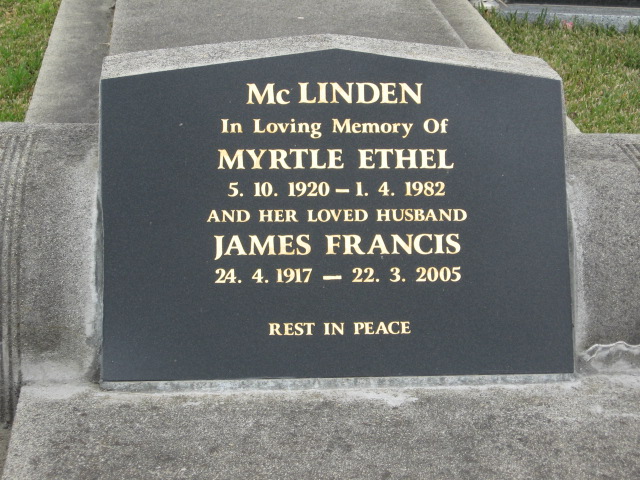 Mc LINDEN
In Loving Memory Of
MYRTLE ETHEL
5. 10. 1920 – 1. 4. 1982
AND HER LOVED HUSBAND
JAMES FRANCIS
24. 4. 1917 – 22. 3. 2005
REST IN PEACE